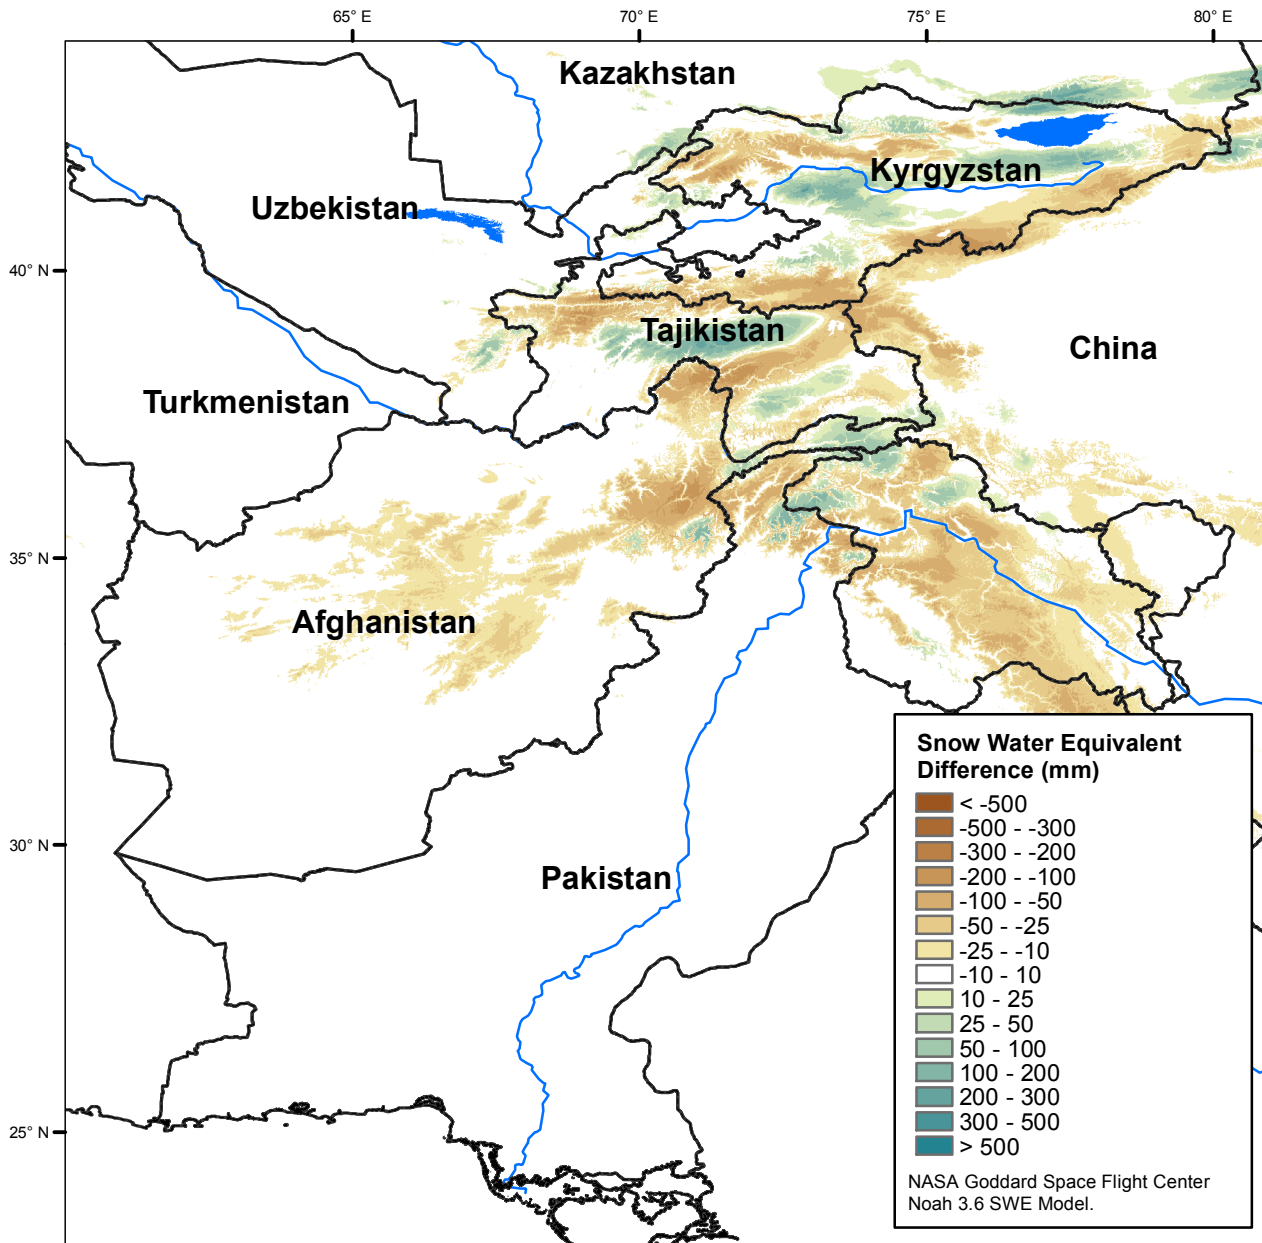 65° E
70° E
75° E
80° E
Kazakhstan
Kyrgyzstan
Uzbekistan
40° N
Tajikistan
China
Turkmenistan
35° N
Afghanistan
30° N
Pakistan
25° N
Snow Water Equivalent
Difference (mm)
< -500
-500 - -300
-300 - -200
-200 - -100
-100 - -50
-50 - -25
-25 - -10
-10 - 10
10 - 25
25 - 50
50 - 100
100 - 200
200 - 300
300 - 500
> 500
NASA Goddard Space Flight Center
Noah 3.6 SWE Model.